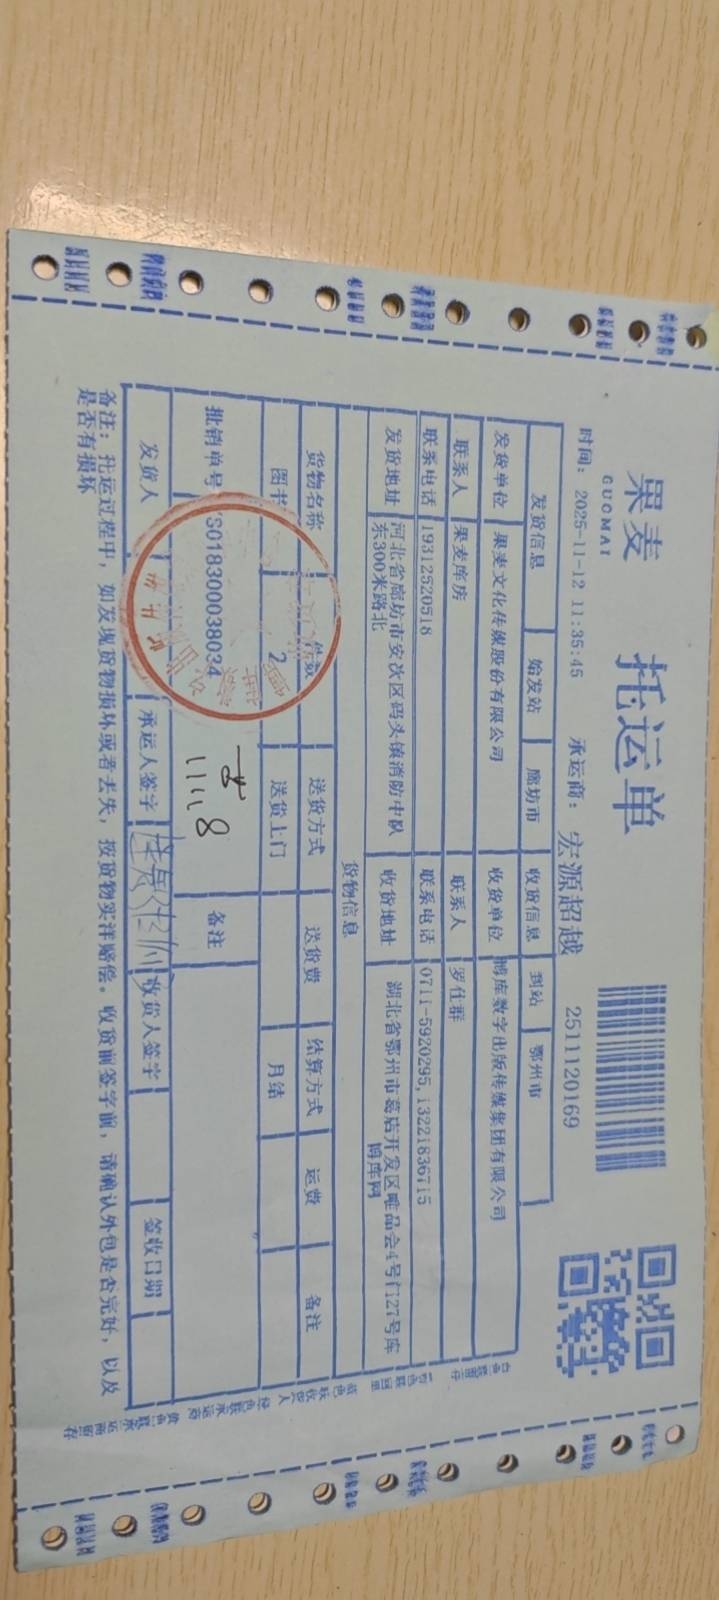 果麦
GUOMAI
托运单
时间： 2025-11-12 11:35:45 承运商： 宏源超越 2511120169
发货信息 始发站 廊坊市 收货信息 到站 鄂州市
发货单位 果麦文化传媒股份有限公司 收货单位 博库数字出版传媒集团有限公司
联系人 果麦库房 联系人 罗仕群
联系电话 19312520518 联系电话 0711-5920295,13221836715
发货地址 河北省廊坊市安次区码头镇消防中队 收货地址 湖北省鄂州市葛店开发区唯品会4号门27号库
东300米路北 博库网
货物信息
货物名称 件数 送货方式 送货费 结算方式 运费 备注
图书 2 送货上门 月结
批销单号 YS018300038034 备注
发货人 承运人签字 收货人签字 签收日期
备注：托运过程中，如发现货物损坏或者丢失，按货物实洋赔偿。收货前签字前，请确认外包是否完好，以及
是否有损坏